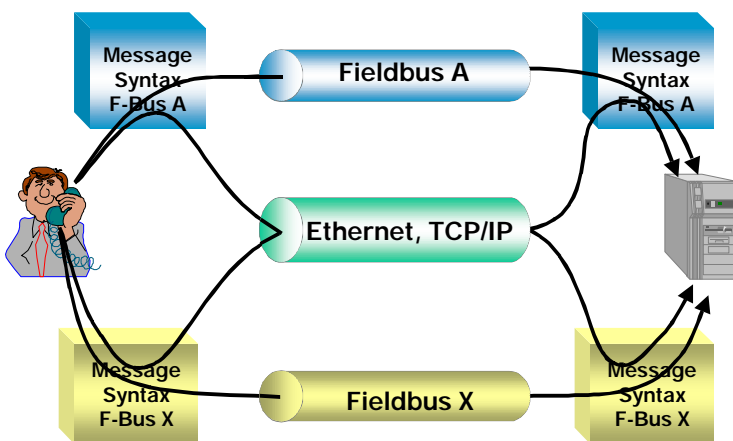 Message
Syntax
F-Bus A
Fieldbus A
Message
Syntax
F-Bus A
Ethernet, TCP/IP
Message
Syntax
F-Bus X
Fieldbus X
Message
Syntax
F-Bus X